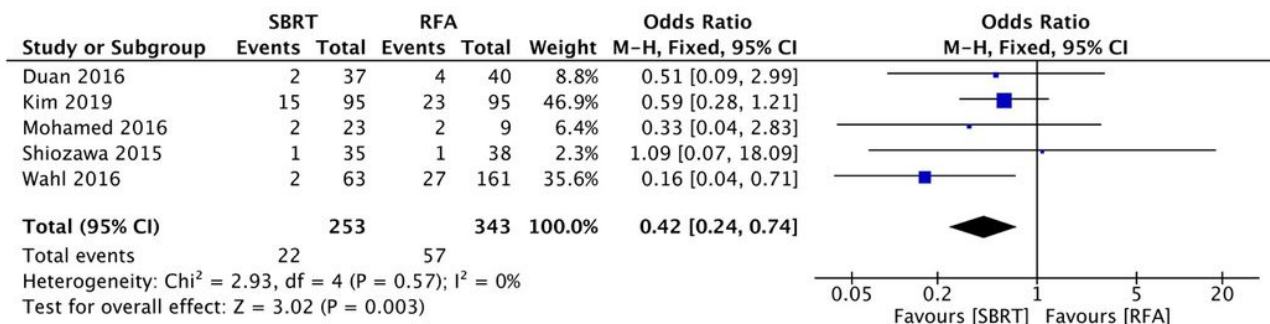 SBRT RFA Odds Ratio Odds Ratio
Study or Subgroup Events Total Events Total Weight M-H, Fixed, 95% CI M-H, Fixed, 95% CI
Duan 2016 2 37 4 40 8.8% 0.51 [0.09, 2.99]
Kim 2019 15 95 23 95 46.9% 0.59 [0.28, 1.21]
Mohamed 2016 2 23 2 9 6.4% 0.33 [0.04, 2.83]
Shiozawa 2015 1 35 1 38 2.3% 1.09 [0.07, 18.09]
Wahl 2016 2 63 27 161 35.6% 0.16 [0.04, 0.71]
Total (95% CI) 253 343 100.0% 0.42 [0.24, 0.74]
Total events 22 57
Heterogeneity: Chi² = 2.93, df = 4 (P = 0.57); I² = 0%
Test for overall effect: Z = 3.02 (P = 0.003)
0.05 0.2 1 5 20
Favours [SBRT] Favours [RFA]